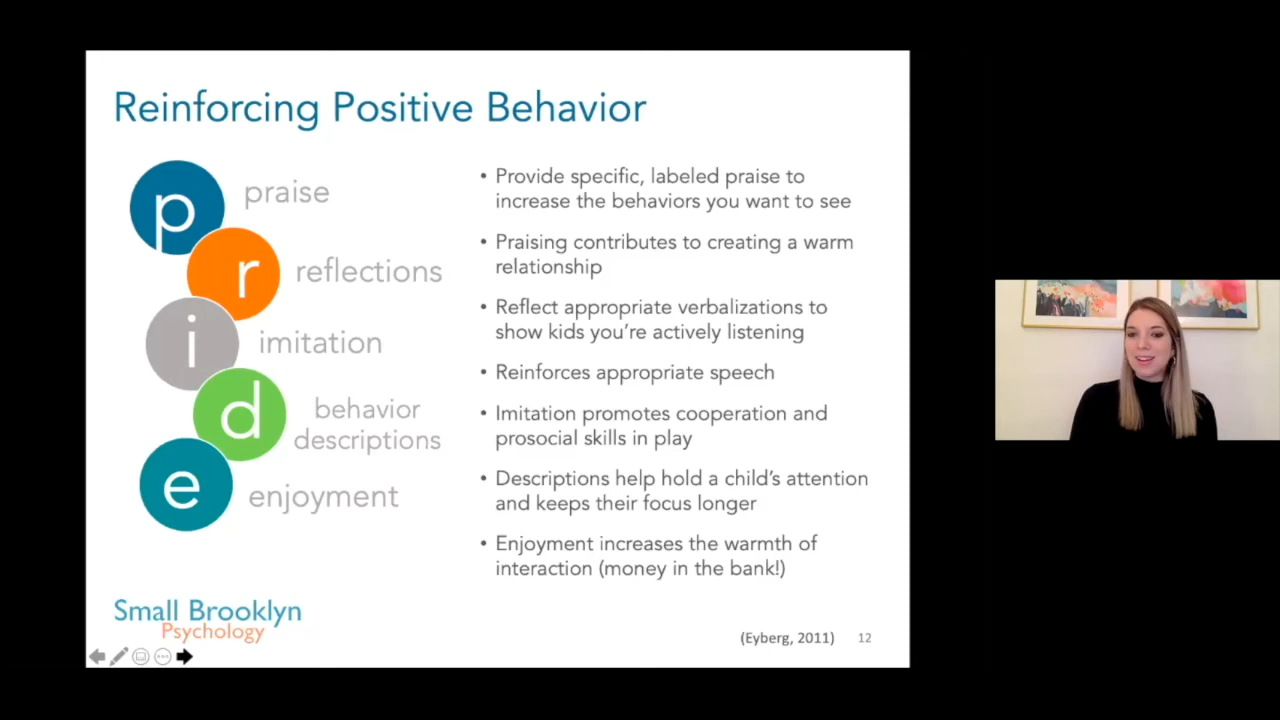 Reinforcing Positive Behavior
p
praise
r
reflections
i
imitation
d
behavior
descriptions
e
enjoyment
• Provide specific, labeled praise to
increase the behaviors you want to see
• Praising contributes to creating a warm
relationship
• Reflect appropriate verbalizations to
show kids you’re actively listening
• Reinforces appropriate speech
• Imitation promotes cooperation and
prosocial skills in play
• Descriptions help hold a child’s attention
and keeps their focus longer
• Enjoyment increases the warmth of
interaction (money in the bank!)
Small Brooklyn
Psychology
(Eyberg, 2011)
12